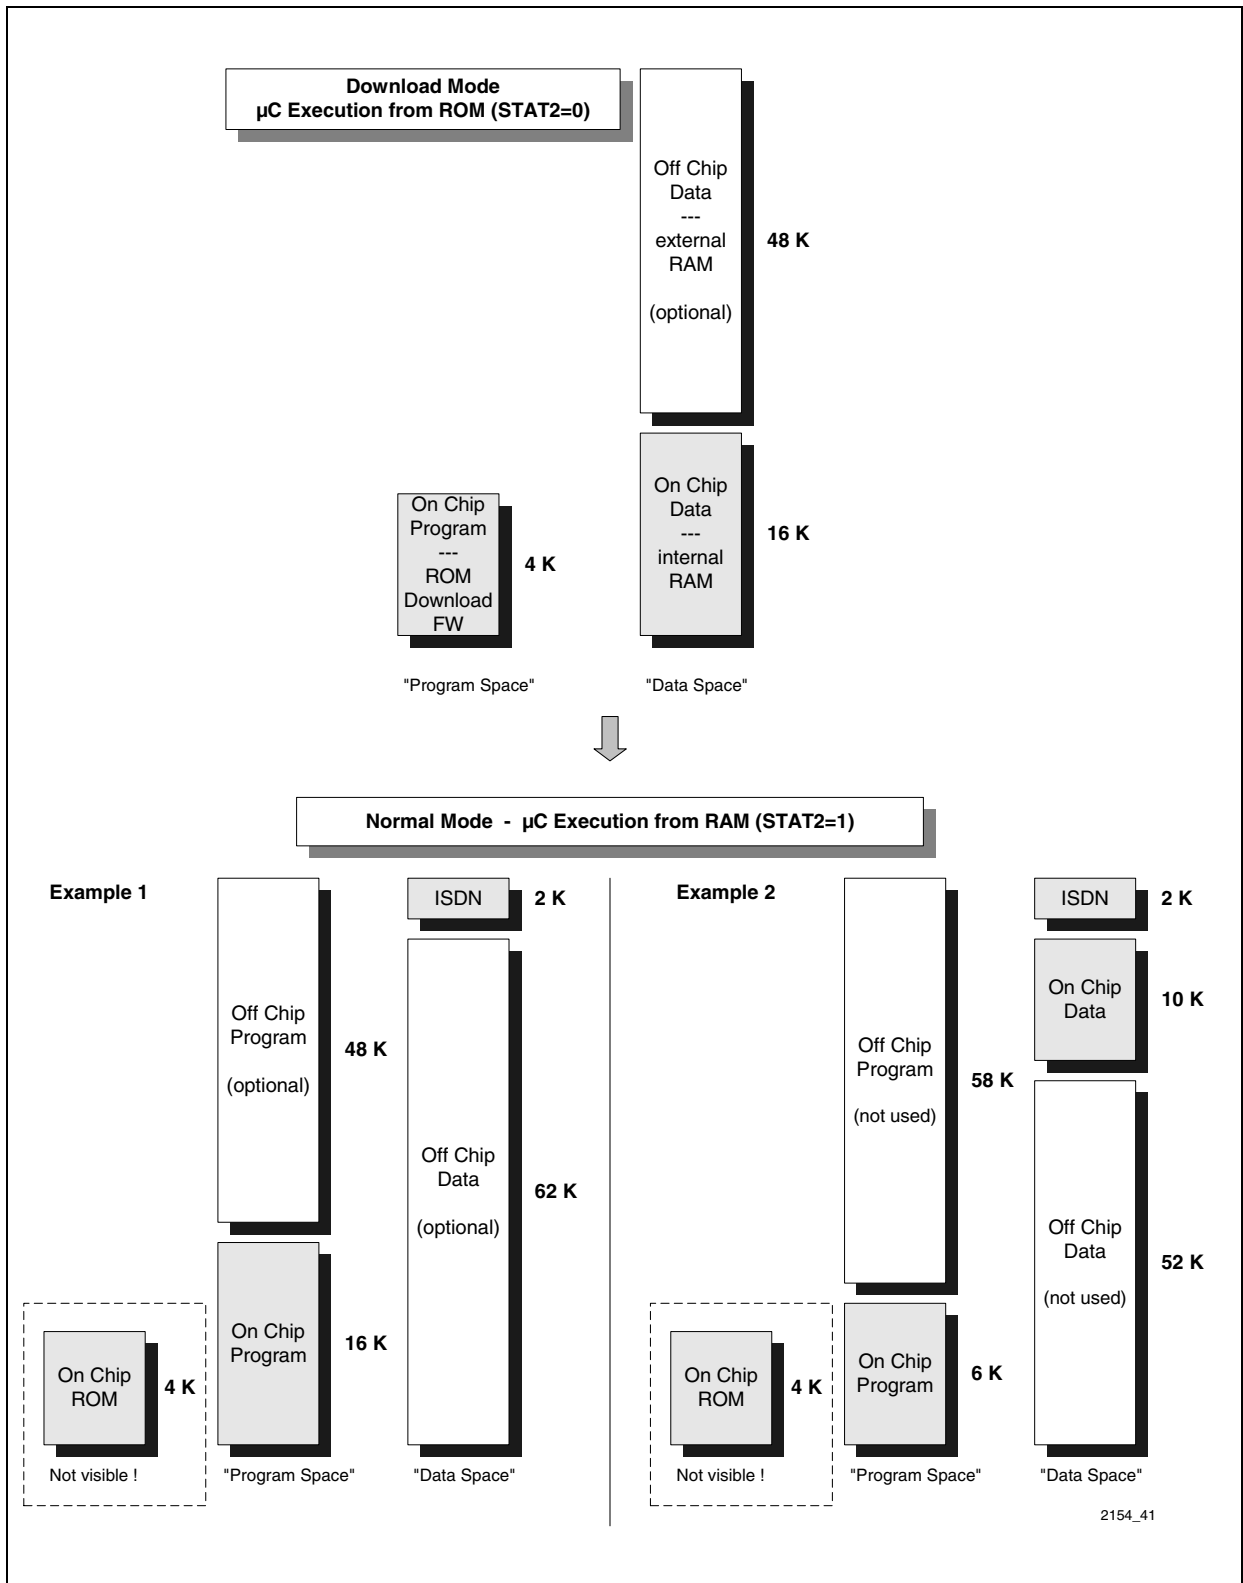 Download Mode
µC Execution from ROM (STAT2=0)
Off Chip
Data
---
external
RAM
(optional)
48 K
On Chip
Data
---
internal
RAM
16 K
On Chip
Program
---
ROM
Download
FW
4 K
"Program Space"
"Data Space"
Normal Mode - µC Execution from RAM (STAT2=1)
Example 1
Off Chip
Program
(optional)
48 K
ISDN
2 K
Off Chip
Data
(optional)
62 K
On Chip
Program
16 K
On Chip
ROM
4 K
Not visible !
"Program Space"
"Data Space"
Example 2
Off Chip
Program
(not used)
58 K
ISDN
2 K
On Chip
Data
10 K
Off Chip
Data
(not used)
52 K
On Chip
Program
6 K
On Chip
ROM
4 K
Not visible !
"Program Space"
"Data Space"
2154_41